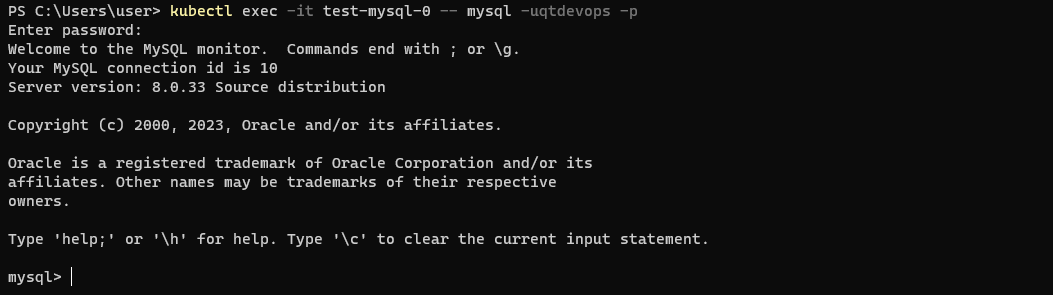 PS C:\Users\user> kubectl exec -it test-mysql-0 -- mysql -uqtdevops -p
Enter password:
Welcome to the MySQL monitor.  Commands end with ; or \g.
Your MySQL connection id is 10
Server version: 8.0.33 Source distribution
Copyright (c) 2000, 2023, Oracle and/or its affiliates.
Oracle is a registered trademark of Oracle Corporation and/or its
affiliates. Other names may be trademarks of their respective
owners.
Type 'help;' or '\h' for help. Type '\c' to clear the current input statement.
mysql>